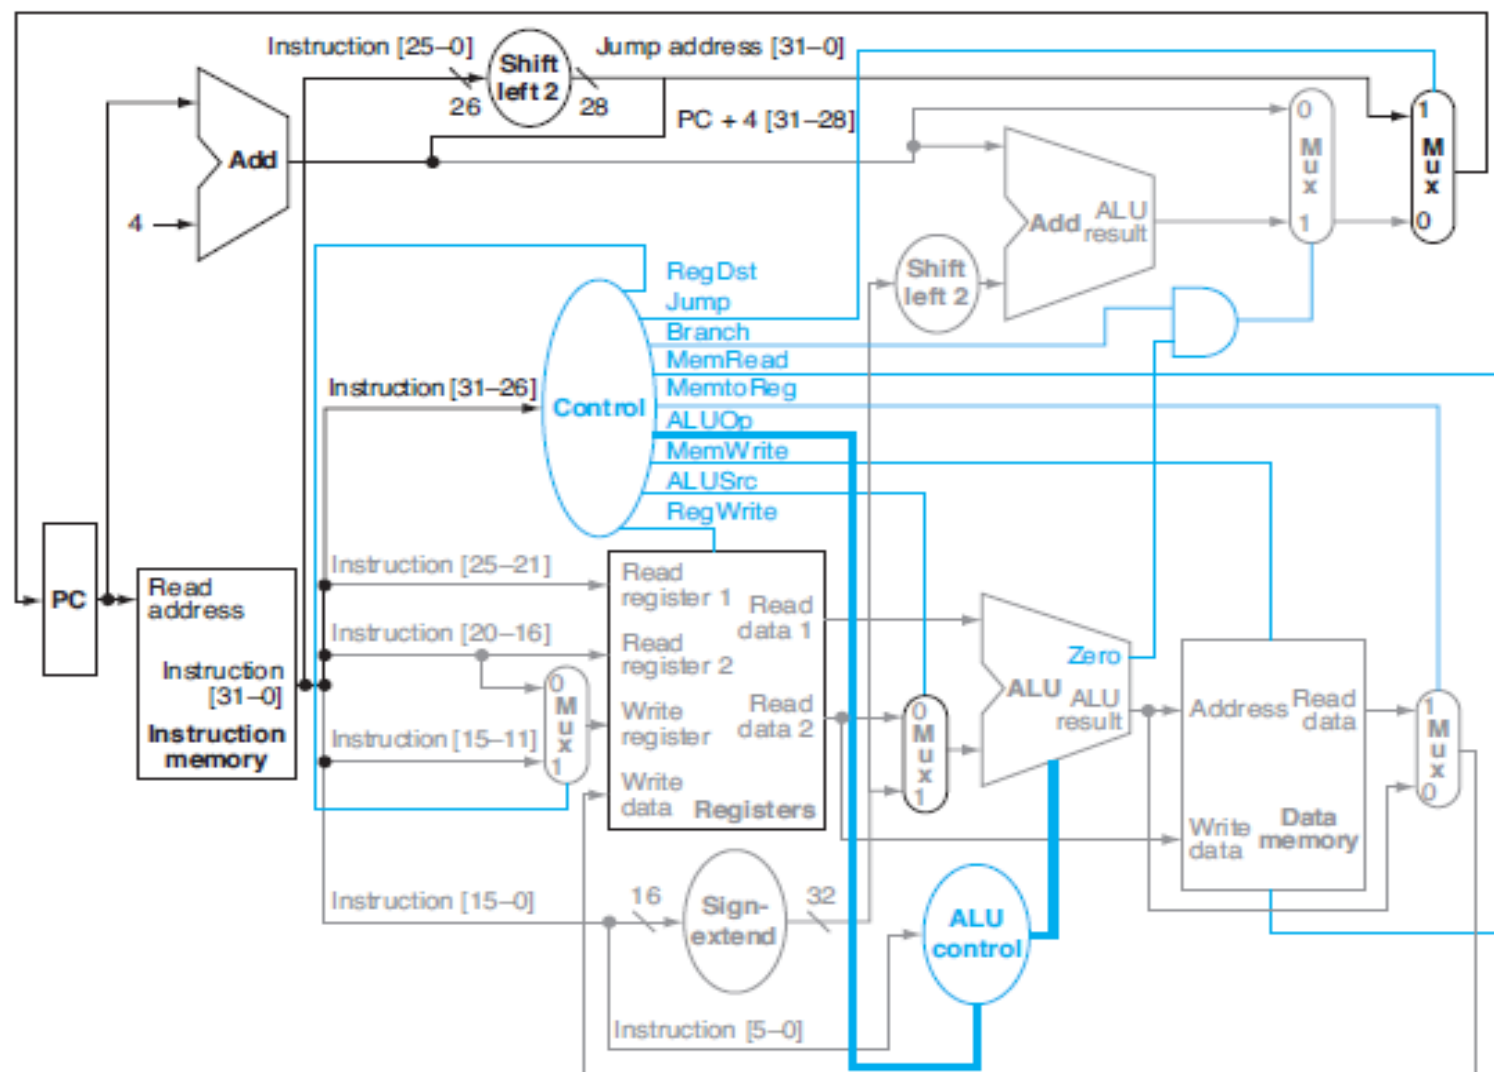 Instruction [25–0]
Shift
left 2
Jump address [31–0]
26
28
PC + 4 [31–28]
Add
4
0
M
u
x
1
1
M
u
x
0
Add
ALU
result
Shift
left 2
RegDst
Jump
Branch
MemRead
MemtoReg
ALUOp
MemWrite
ALUSrc
RegWrite
Instruction [31–26]
Control
PC
Read
address
Instruction
[31–0]
Instruction
memory
Instruction [25–21]
Instruction [20–16]
Instruction [15–11]
0
M
u
x
1
Read
register 1
Read
register 2
Write
register
Write
data
Read
data 1
Read
data 2
Registers
0
M
u
x
1
Zero
ALU
ALU
result
Address
Read
data
Write
data
Data
memory
1
M
u
x
0
Instruction [15–0]
16
Sign-
extend
32
ALU
control
Instruction [5–0]